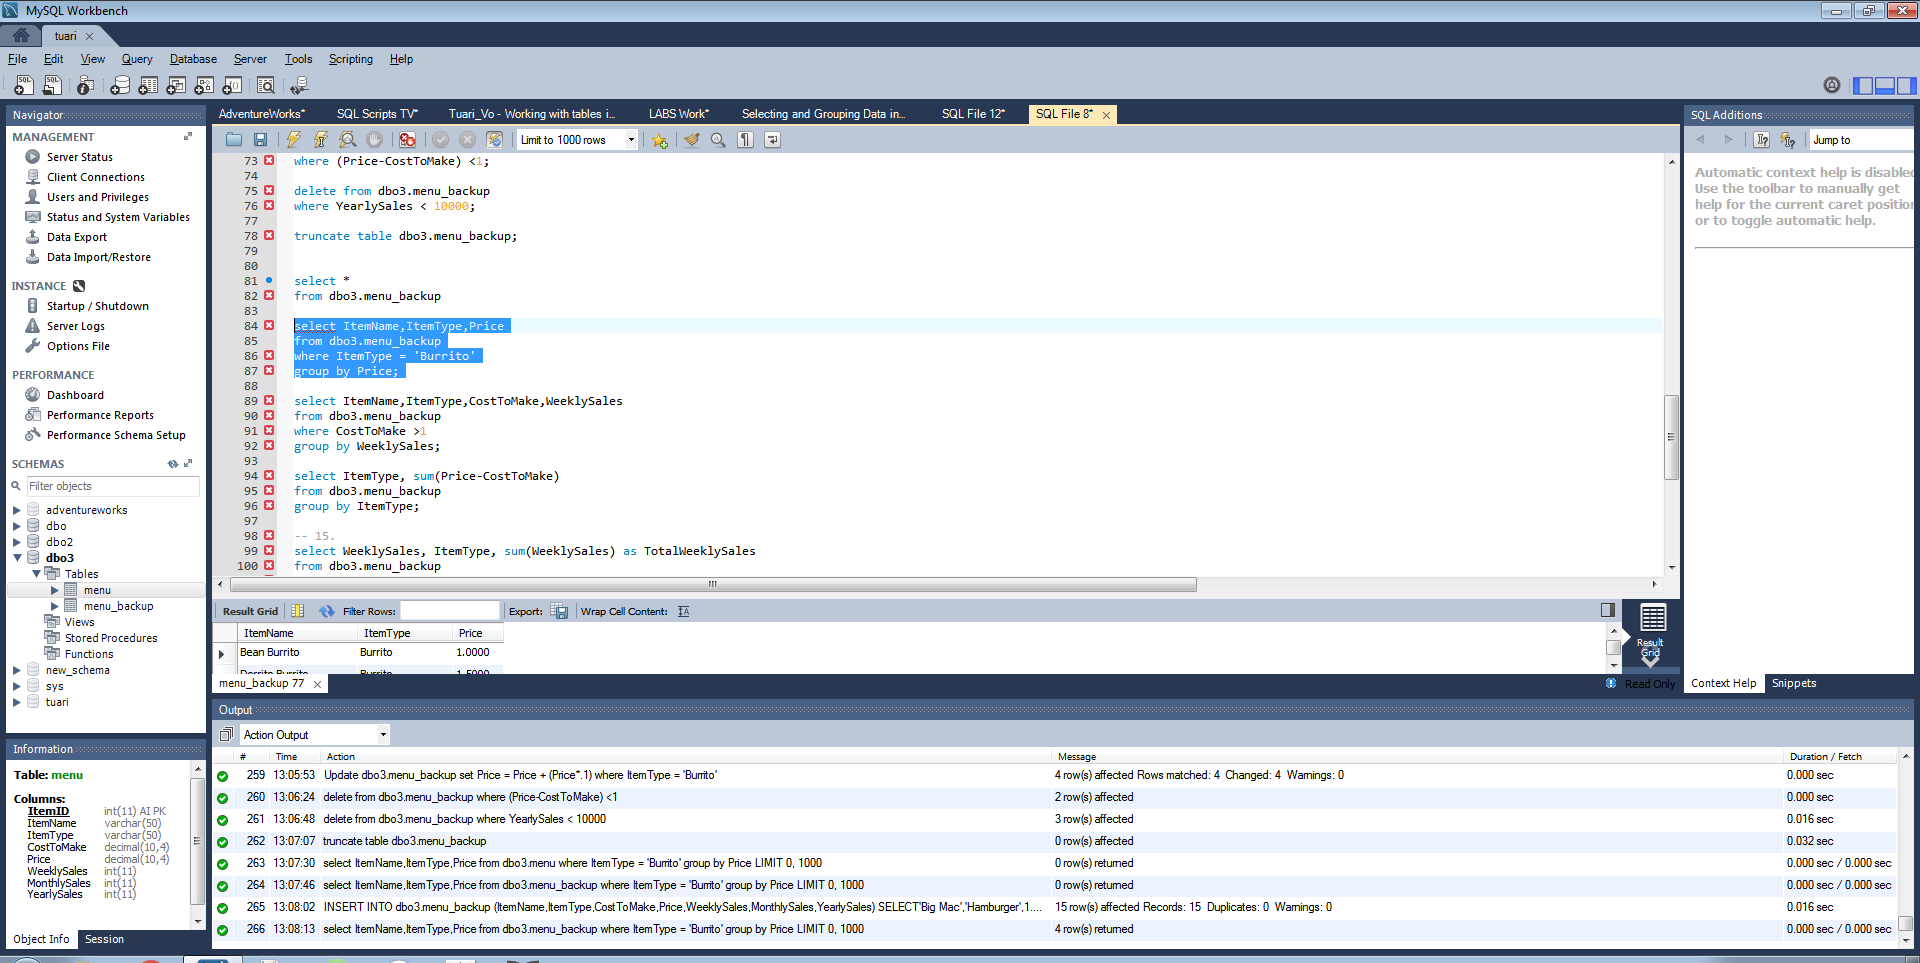 MySQL Workbench
tuari
File Edit View Query Database Server Tools Scripting Help
Navigator
MANAGEMENT
Server Status
Client Connections
Users and Privileges
Status and System Variables
Data Export
Data Import/Restore
INSTANCE
Startup / Shutdown
Server Logs
Options File
PERFORMANCE
Dashboard
Performance Reports
Performance Schema Setup
SCHEMAS
Filter objects
adventureworks
dbo
dbo2
dbo3
Tables
menu
menu_backup
Views
Stored Procedures
Functions
new_schema
sys
tuari
Information
Table: menu
Columns:
ItemID int(11) AI PK
ItemName varchar(50)
ItemType varchar(50)
CostToMake decimal(10,4)
Price decimal(10,4)
WeeklySales int(11)
MonthlySales int(11)
YearlySales int(11)
Object Info Session
AdventureWorks* SQL Scripts TV* Tuari_Vo - Working with tables i... LABS Work* Selecting and Grouping Data in... SQL File 12* SQL File 8*
Limit to 1000 rows
73 where (Price-CostToMake) <1;
74
75 delete from dbo3.menu_backup
76 where YearlySales < 10000;
77
78 truncate table dbo3.menu_backup;
79
80
81 select *
82 from dbo3.menu_backup
83
84 select ItemName,ItemType,Price
85 from dbo3.menu_backup
86 where ItemType = 'Burrito'
87 group by Price;
88
89 select ItemName,ItemType,CostToMake,WeeklySales
90 from dbo3.menu_backup
91 where CostToMake >1
92 group by WeeklySales;
93
94 select ItemType, sum(Price-CostToMake)
95 from dbo3.menu_backup
96 group by ItemType;
97
98 -- 15.
99 select WeeklySales, ItemType, sum(WeeklySales) as TotalWeeklySales
100 from dbo3.menu_backup
Result Grid Filter Rows: Export: Wrap Cell Content:
ItemName ItemType Price
Bean Burrito Burrito 1.0000
Burrito 1.5000
Result Grid
menu_backup 77
Read Only
SQL Additions
Jump to
Automatic context help is disabled
Use the toolbar to manually get
help for the current caret position
or to toggle automatic help.
Context Help Snippets
Output
Action Output
# Time Action Message Duration / Fetch
259 13:05:53 Update dbo3.menu_backup set Price = Price + (Price*.1) where ItemType = 'Burrito' 4 row(s) affected Rows matched: 4 Changed: 4 Warnings: 0 0.000 sec
260 13:06:24 delete from dbo3.menu_backup where (Price-CostToMake) <1 2 row(s) affected 0.000 sec
261 13:06:48 delete from dbo3.menu_backup where YearlySales < 10000 3 row(s) affected 0.016 sec
262 13:07:07 truncate table dbo3.menu_backup 0 row(s) affected 0.032 sec
263 13:07:30 select ItemName,ItemType,Price from dbo3.menu where ItemType = 'Burrito' group by Price LIMIT 0, 1000 0 row(s) returned 0.000 sec / 0.000 sec
264 13:07:46 select ItemName,ItemType,Price from dbo3.menu_backup where ItemType = 'Burrito' group by Price LIMIT 0, 1000 0 row(s) returned 0.000 sec / 0.000 sec
265 13:08:02 INSERT INTO dbo3.menu_backup (ItemName,ItemType,CostToMake,Price,WeeklySales,MonthlySales,YearlySales) SELECT'Big Mac','Hamburger',1.... 15 row(s) affected Records: 15 Duplicates: 0 Warnings: 0 0.016 sec
266 13:08:13 select ItemName,ItemType,Price from dbo3.menu_backup where ItemType = 'Burrito' group by Price LIMIT 0, 1000 4 row(s) returned 0.000 sec / 0.000 sec